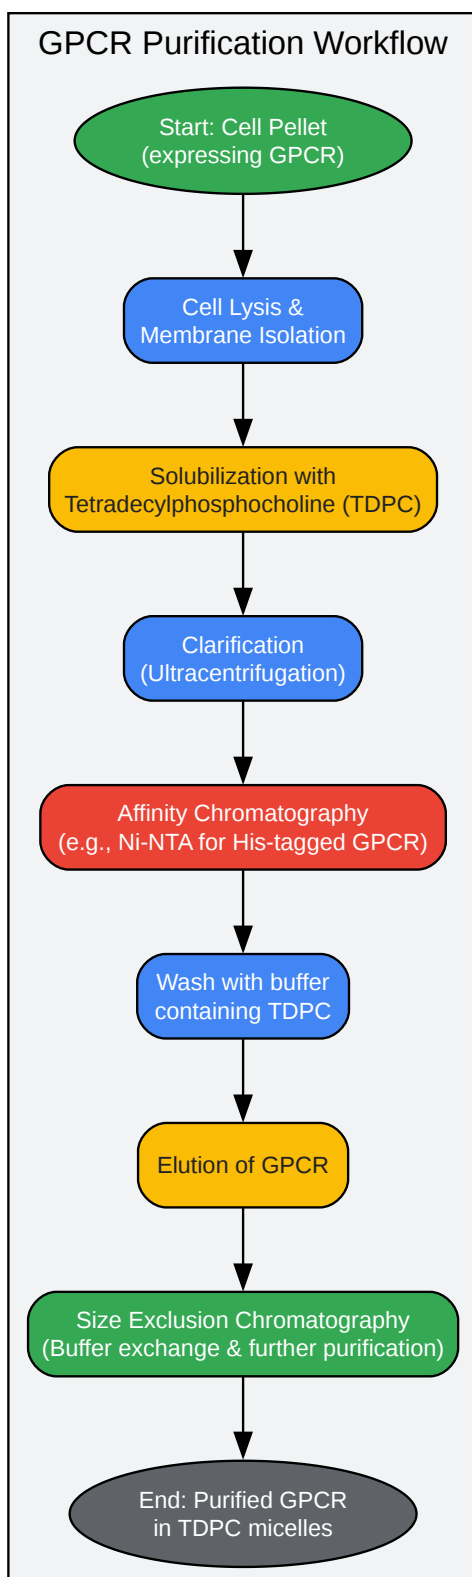 GPCR Purification Workflow
Start: Cell Pellet
(expressing GPCR)
Cell Lysis &
Membrane Isolation
Solubilization with
Tetradecylphosphocholine (TDPC)
Clarification
(Ultracentrifugation)
Affinity Chromatography
(e.g., Ni-NTA for His-tagged GPCR)
Wash with buffer
containing TDPC
Elution of GPCR
Size Exclusion Chromatography
(Buffer exchange & further purification)
End: Purified GPCR
in TDPC micelles